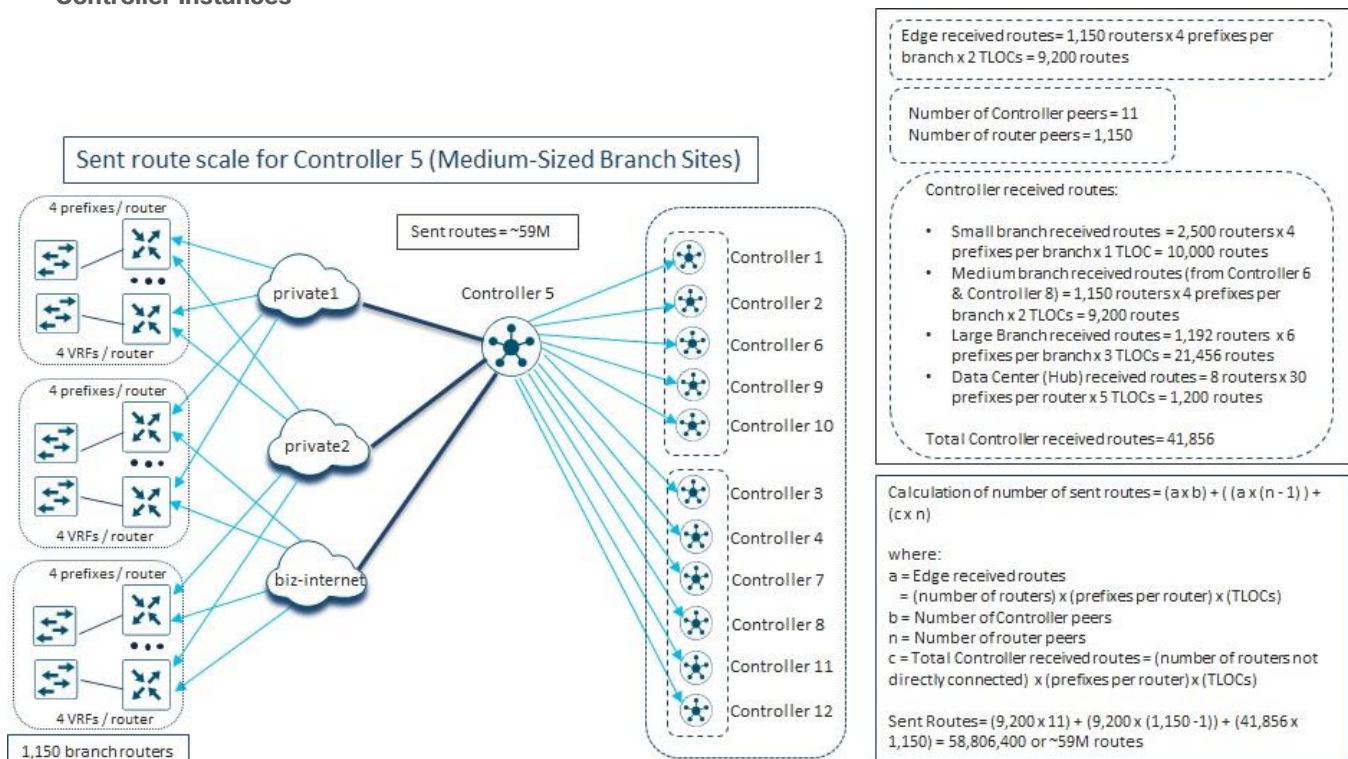 Controller Instances
Sent route scale for Controller 5 (Medium-Sized Branch Sites)
4 prefixes / router
4 VRFs / router
4 prefixes / router
4 VRFs / router
4 prefixes / router
4 VRFs / router
1,150 branch routers
private1
private2
biz-internet
Sent routes = ~59M
Controller 5
Controller 1
Controller 2
Controller 6
Controller 9
Controller 10
Controller 3
Controller 4
Controller 7
Controller 8
Controller 11
Controller 12
Edge received routes= 1,150 routers x 4 prefixes per
branch x 2 TLOCs = 9,200 routes
Number of Controller peers = 11
Number of router peers = 1,150
Controller received routes:
• Small branch received routes = 2,500 routers x 4
prefixes per branch x 1 TLOC = 10,000 routes
• Medium branch received routes (from Controller 6
& Controller 8) = 1,150 routers x 4 prefixes per
branch x 2 TLOCs = 9,200 routes
• Large Branch received routes = 1,192 routers x 6
prefixes per branch x 3 TLOCs = 21,456 routes
• Data Center (Hub) received routes = 8 routers x 30
prefixes per router x 5 TLOCs = 1,200 routes
Total Controller received routes= 41,856
Calculation of number of sent routes = (a x b) + ( (a x (n - 1) ) +
(c x n)
where:
a = Edge received routes
= (number of routers) x (prefixes per router) x (TLOCs)
b = Number of Controller peers
n = Number of router peers
c = Total Controller received routes = (number of routers not
directly connected) x (prefixes per router) x (TLOCs)
Sent Routes= (9,200 x 11) + (9,200 x (1,150 -1)) + (41,856 x
1,150) = 58,806,400 or ~59M routes